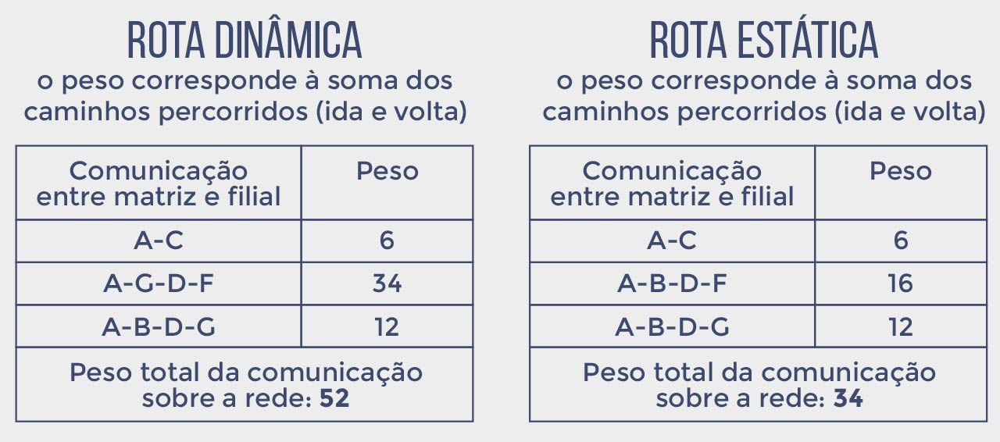 ROTA DINÂMICA
o peso corresponde à soma dos
caminhos percorridos (ida e volta)
Comunicação
entre matriz e filial
Peso
A-C
6
A-G-D-F
34
A-B-D-G
12
Peso total da comunicação
sobre a rede: 52
ROTA ESTÁTICA
o peso corresponde à soma dos
caminhos percorridos (ida e volta)
Comunicação
entre matriz e filial
Peso
A-C
6
A-B-D-F
16
A-B-D-G
12
Peso total da comunicação
sobre a rede: 34